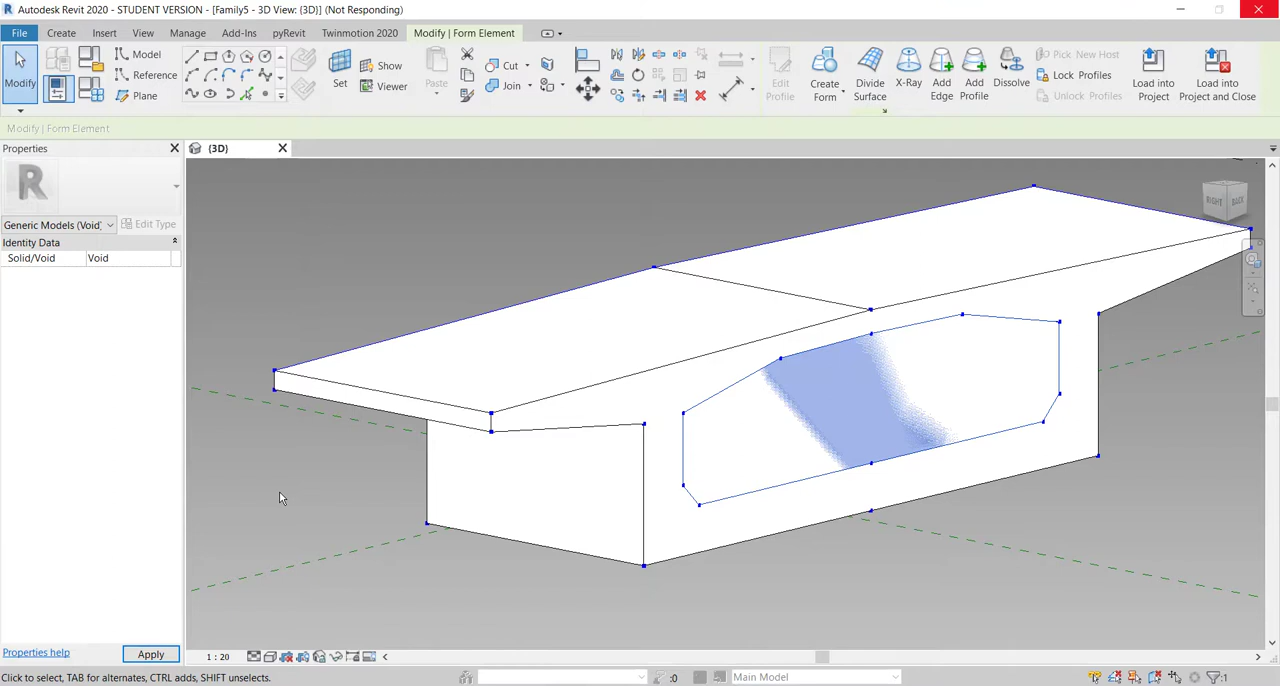 Autodesk Revit 2020 - STUDENT VERSION - [Family5 - 3D View: {3D}] (Not Responding)
File Create Insert View Manage Add-Ins pyRevit Twinmotion 2020 Modify | Form Element
Modify
Model
Reference
Plane
Set
Show
Viewer
Paste
Cut
Join
Edit
Profile
Create
Form
Divide
Surface
X-Ray
Add
Edge
Add
Profile
Dissolve
Pick New Host
Lock Profiles
Unlock Profiles
Load into
Project
Load into
Project and Close
Modify | Form Element
Properties
{3D}
R
RIGHT BACK
Generic Models (Void)
Edit Type
Identity Data
Solid/Void Void
Properties help
Apply
1 : 20
Click to select, TAB for alternates, CTRL adds, SHIFT unselects.
:0
Main Model
:1